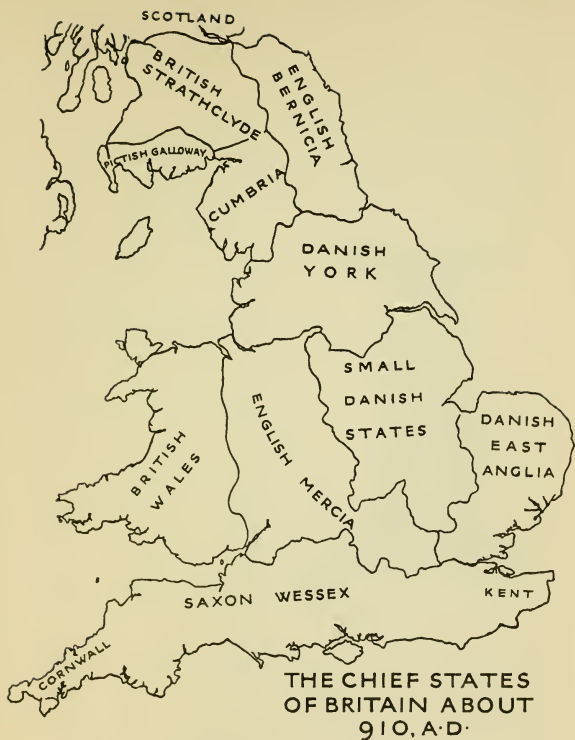 SCOTLAND
BRITISH
STRATHCLYDE
ENGLISH
BERNICIA
PICTISH GALLOWAY
CUMBRIA
DANISH
YORK
SMALL
DANISH
STATES
DANISH
EAST
ANGLIA
ENGLISH MERCIA
BRITISH
WALES
SAXON WESSEX
KENT
CORNWALL
THE CHIEF STATES
OF BRITAIN ABOUT
910, A·D·